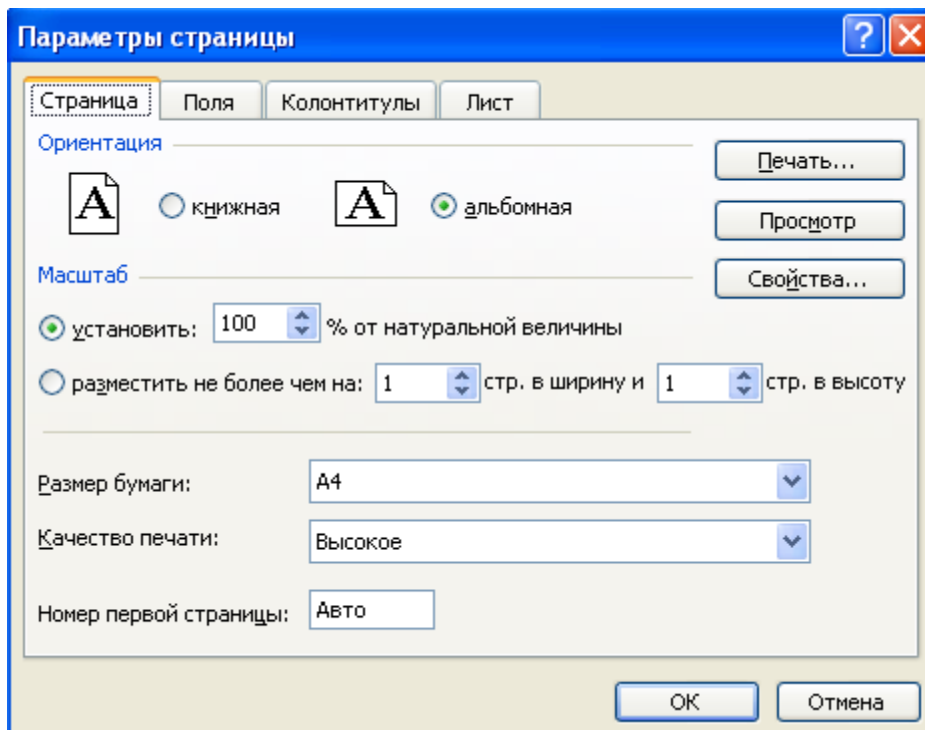 Параметры страницы
Страница Поля Колонтитулы Лист
Ориентация
Печать...
A книжная A альбомная
Просмотр
Масштаб
Свойства...
установить: 100 % от натуральной величины
разместить не более чем на: 1 стр. в ширину и 1 стр. в высоту
Размер бумаги: A4
Качество печати: Высокое
Номер первой страницы: Авто
ОК Отмена